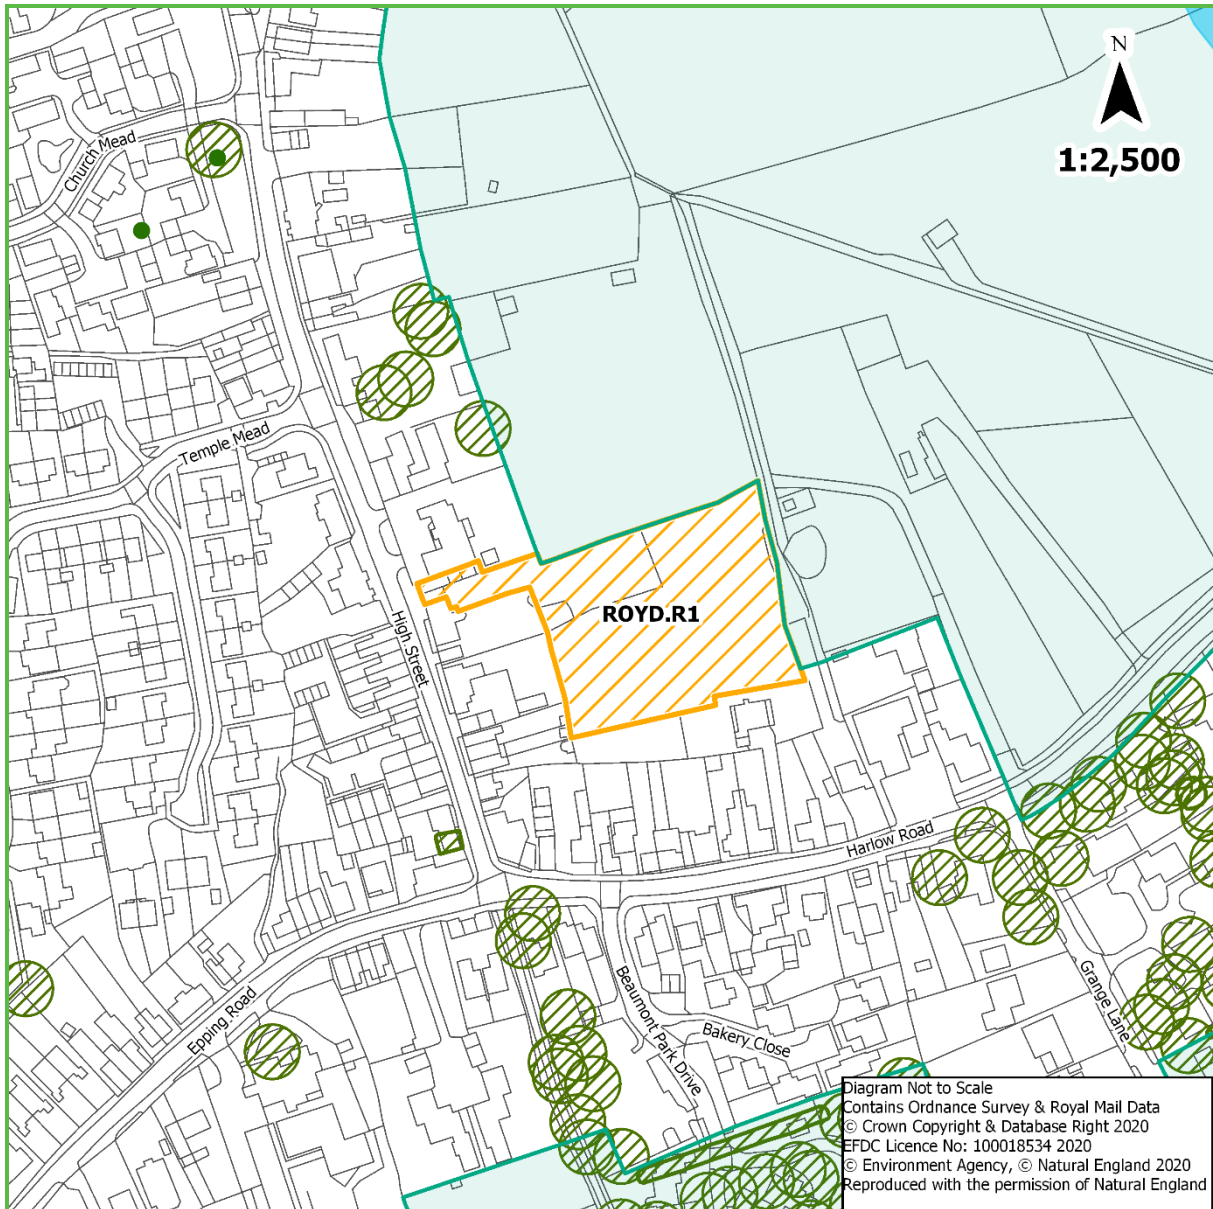 N
1:2,500
Church Mead
Temple Mead
High Street
ROYD.R1
Harlow Road
Epping Road
Beaumont Park Drive
Bakery Close
Grange Lane
Diagram Not to Scale
Contains Ordnance Survey & Royal Mail Data
© Crown Copyright & Database Right 2020
EFDC Licence No: 100018534 2020
© Environment Agency, © Natural England 2020
Reproduced with the permission of Natural England